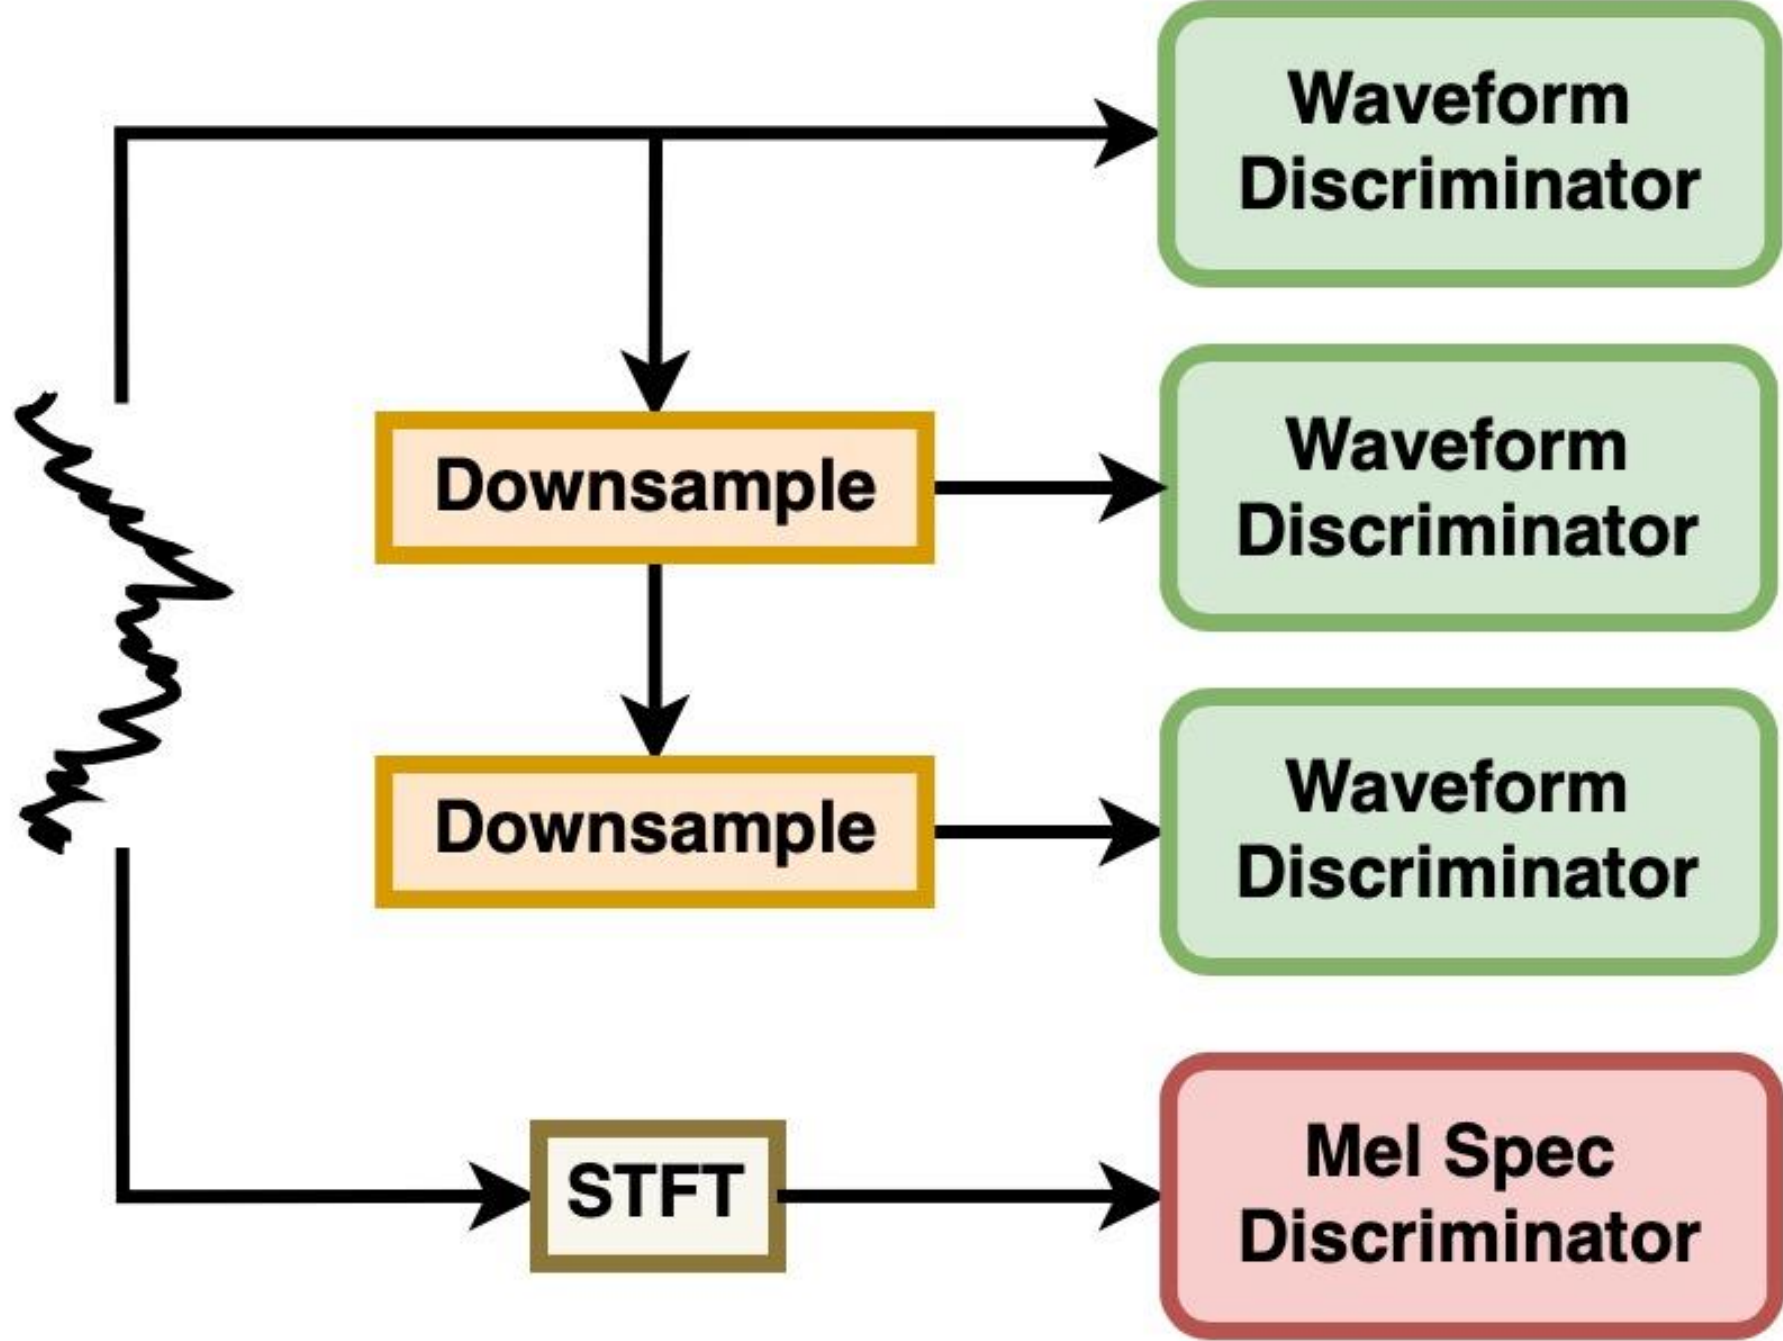 Waveform
Discriminator
Downsample
Waveform
Discriminator
Downsample
Waveform
Discriminator
STFT
Mel Spec
Discriminator